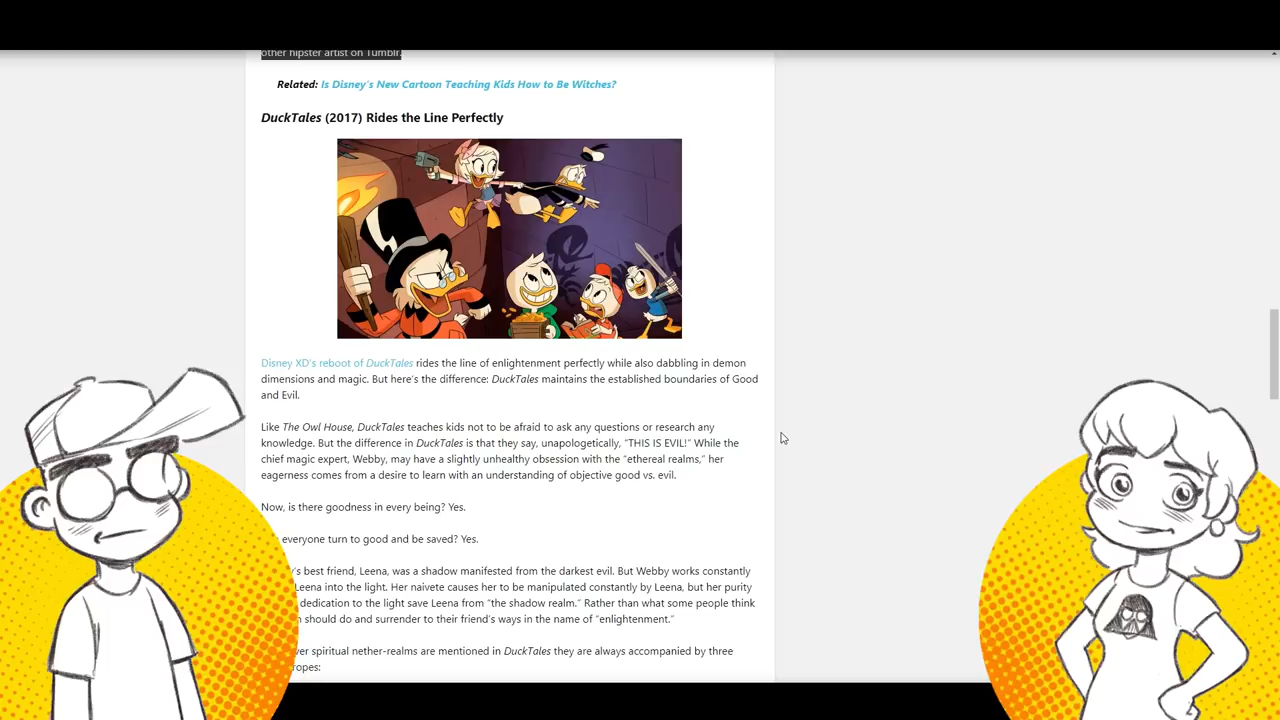 other hipster artist on Tumblr.
Related: Is Disney's New Cartoon Teaching Kids How to Be Witches?
DuckTales (2017) Rides the Line Perfectly
Disney XD's reboot of DuckTales rides the line of enlightenment perfectly while also dabbling in demon
dimensions and magic. But here's the difference: DuckTales maintains the established boundaries of Good
and Evil.
Like The Owl House, DuckTales teaches kids not to be afraid to ask any questions or research any
knowledge. But the difference in DuckTales is that they say, unapologetically, "THIS IS EVIL!" While the
chief magic expert, Webby, may have a slightly unhealthy obsession with the "ethereal realms," her
eagerness comes from a desire to learn with an understanding of objective good vs. evil.
Now, is there goodness in every being? Yes.
everyone turn to good and be saved? Yes.
's best friend, Leena, was a shadow manifested from the darkest evil. But Webby works constantly
Leena into the light. Her naivete causes her to be manipulated constantly by Leena, but her purity
dedication to the light save Leena from "the shadow realm." Rather than what some people think
should do and surrender to their friend's ways in the name of "enlightenment."
spiritual nether-realms are mentioned in DuckTales they are always accompanied by three